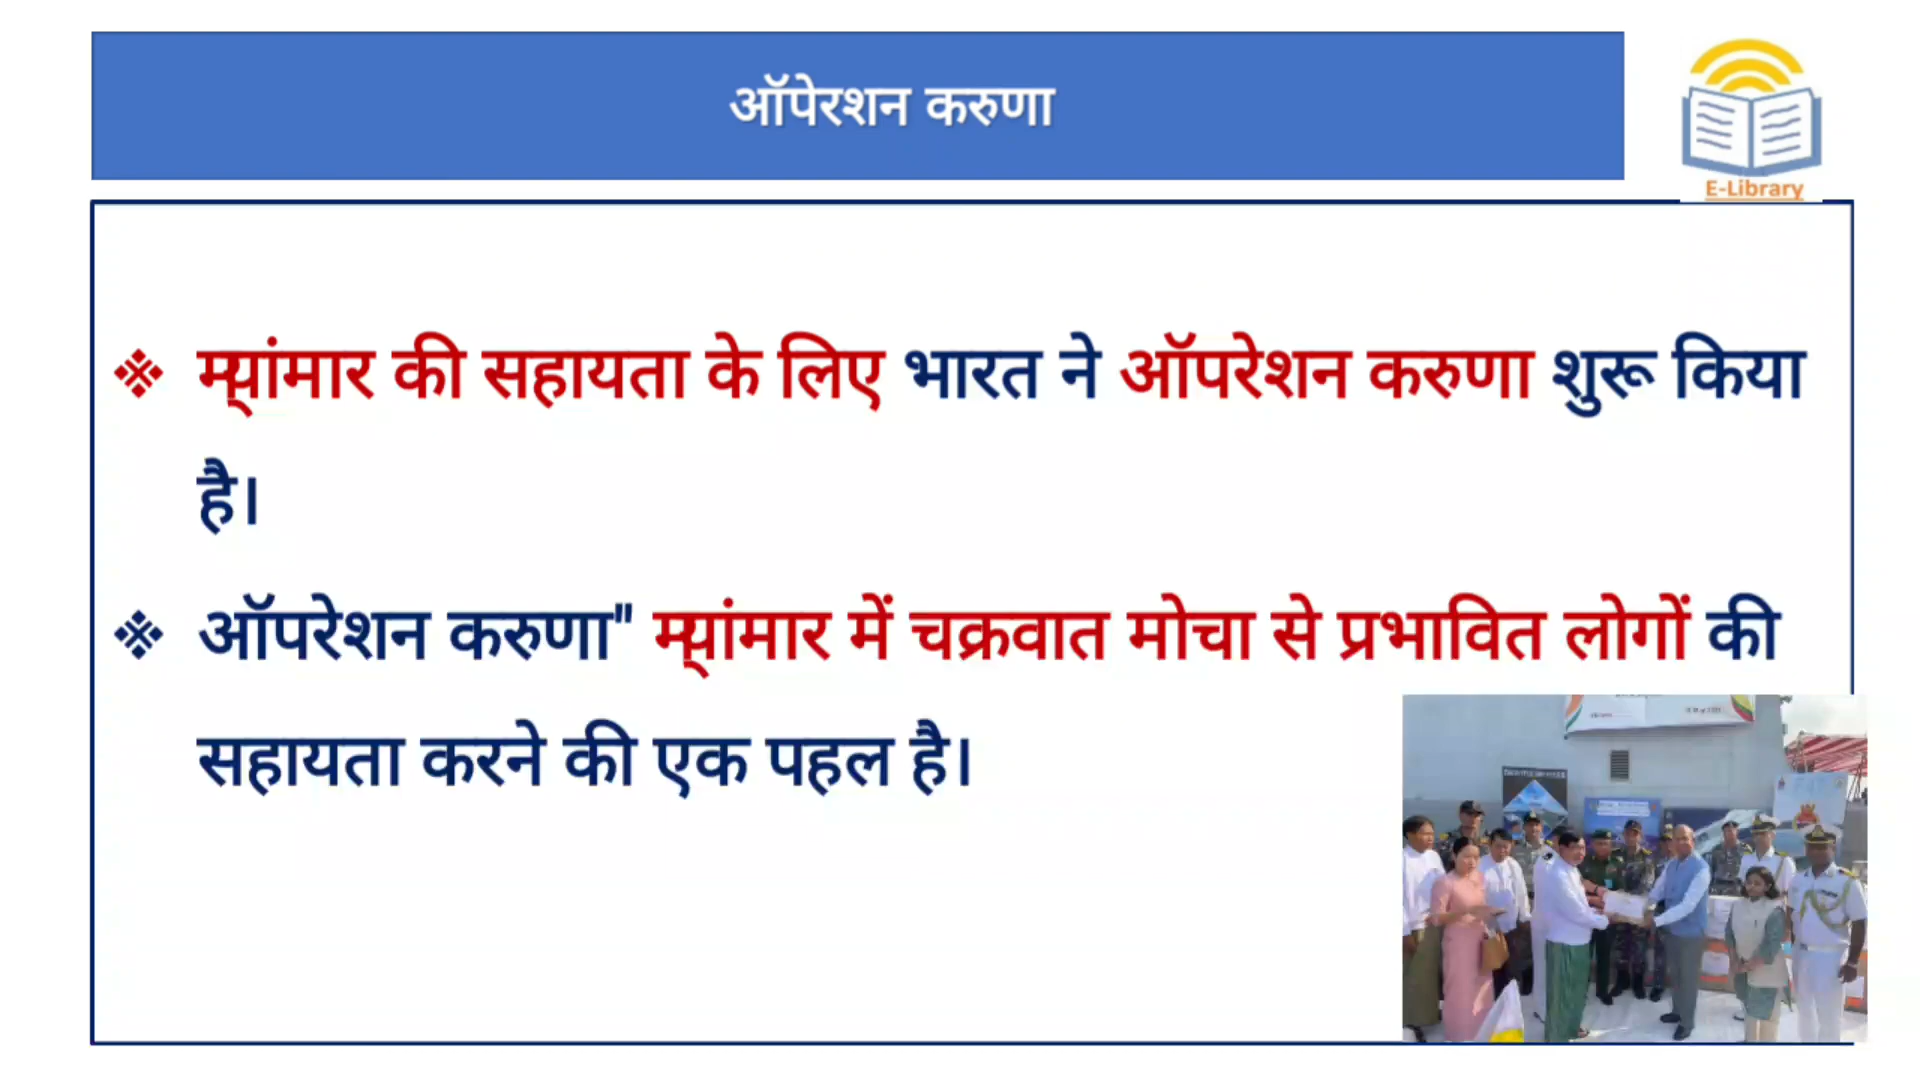 ऑपेरशन करुणा
E-Library
❖ म्यांमार की सहायता के लिए भारत ने ऑपरेशन करुणा शुरू किया
है।
❖ ऑपरेशन करुणा" म्यांमार में चक्रवात मोचा से प्रभावित लोगों की
सहायता करने की एक पहल है।